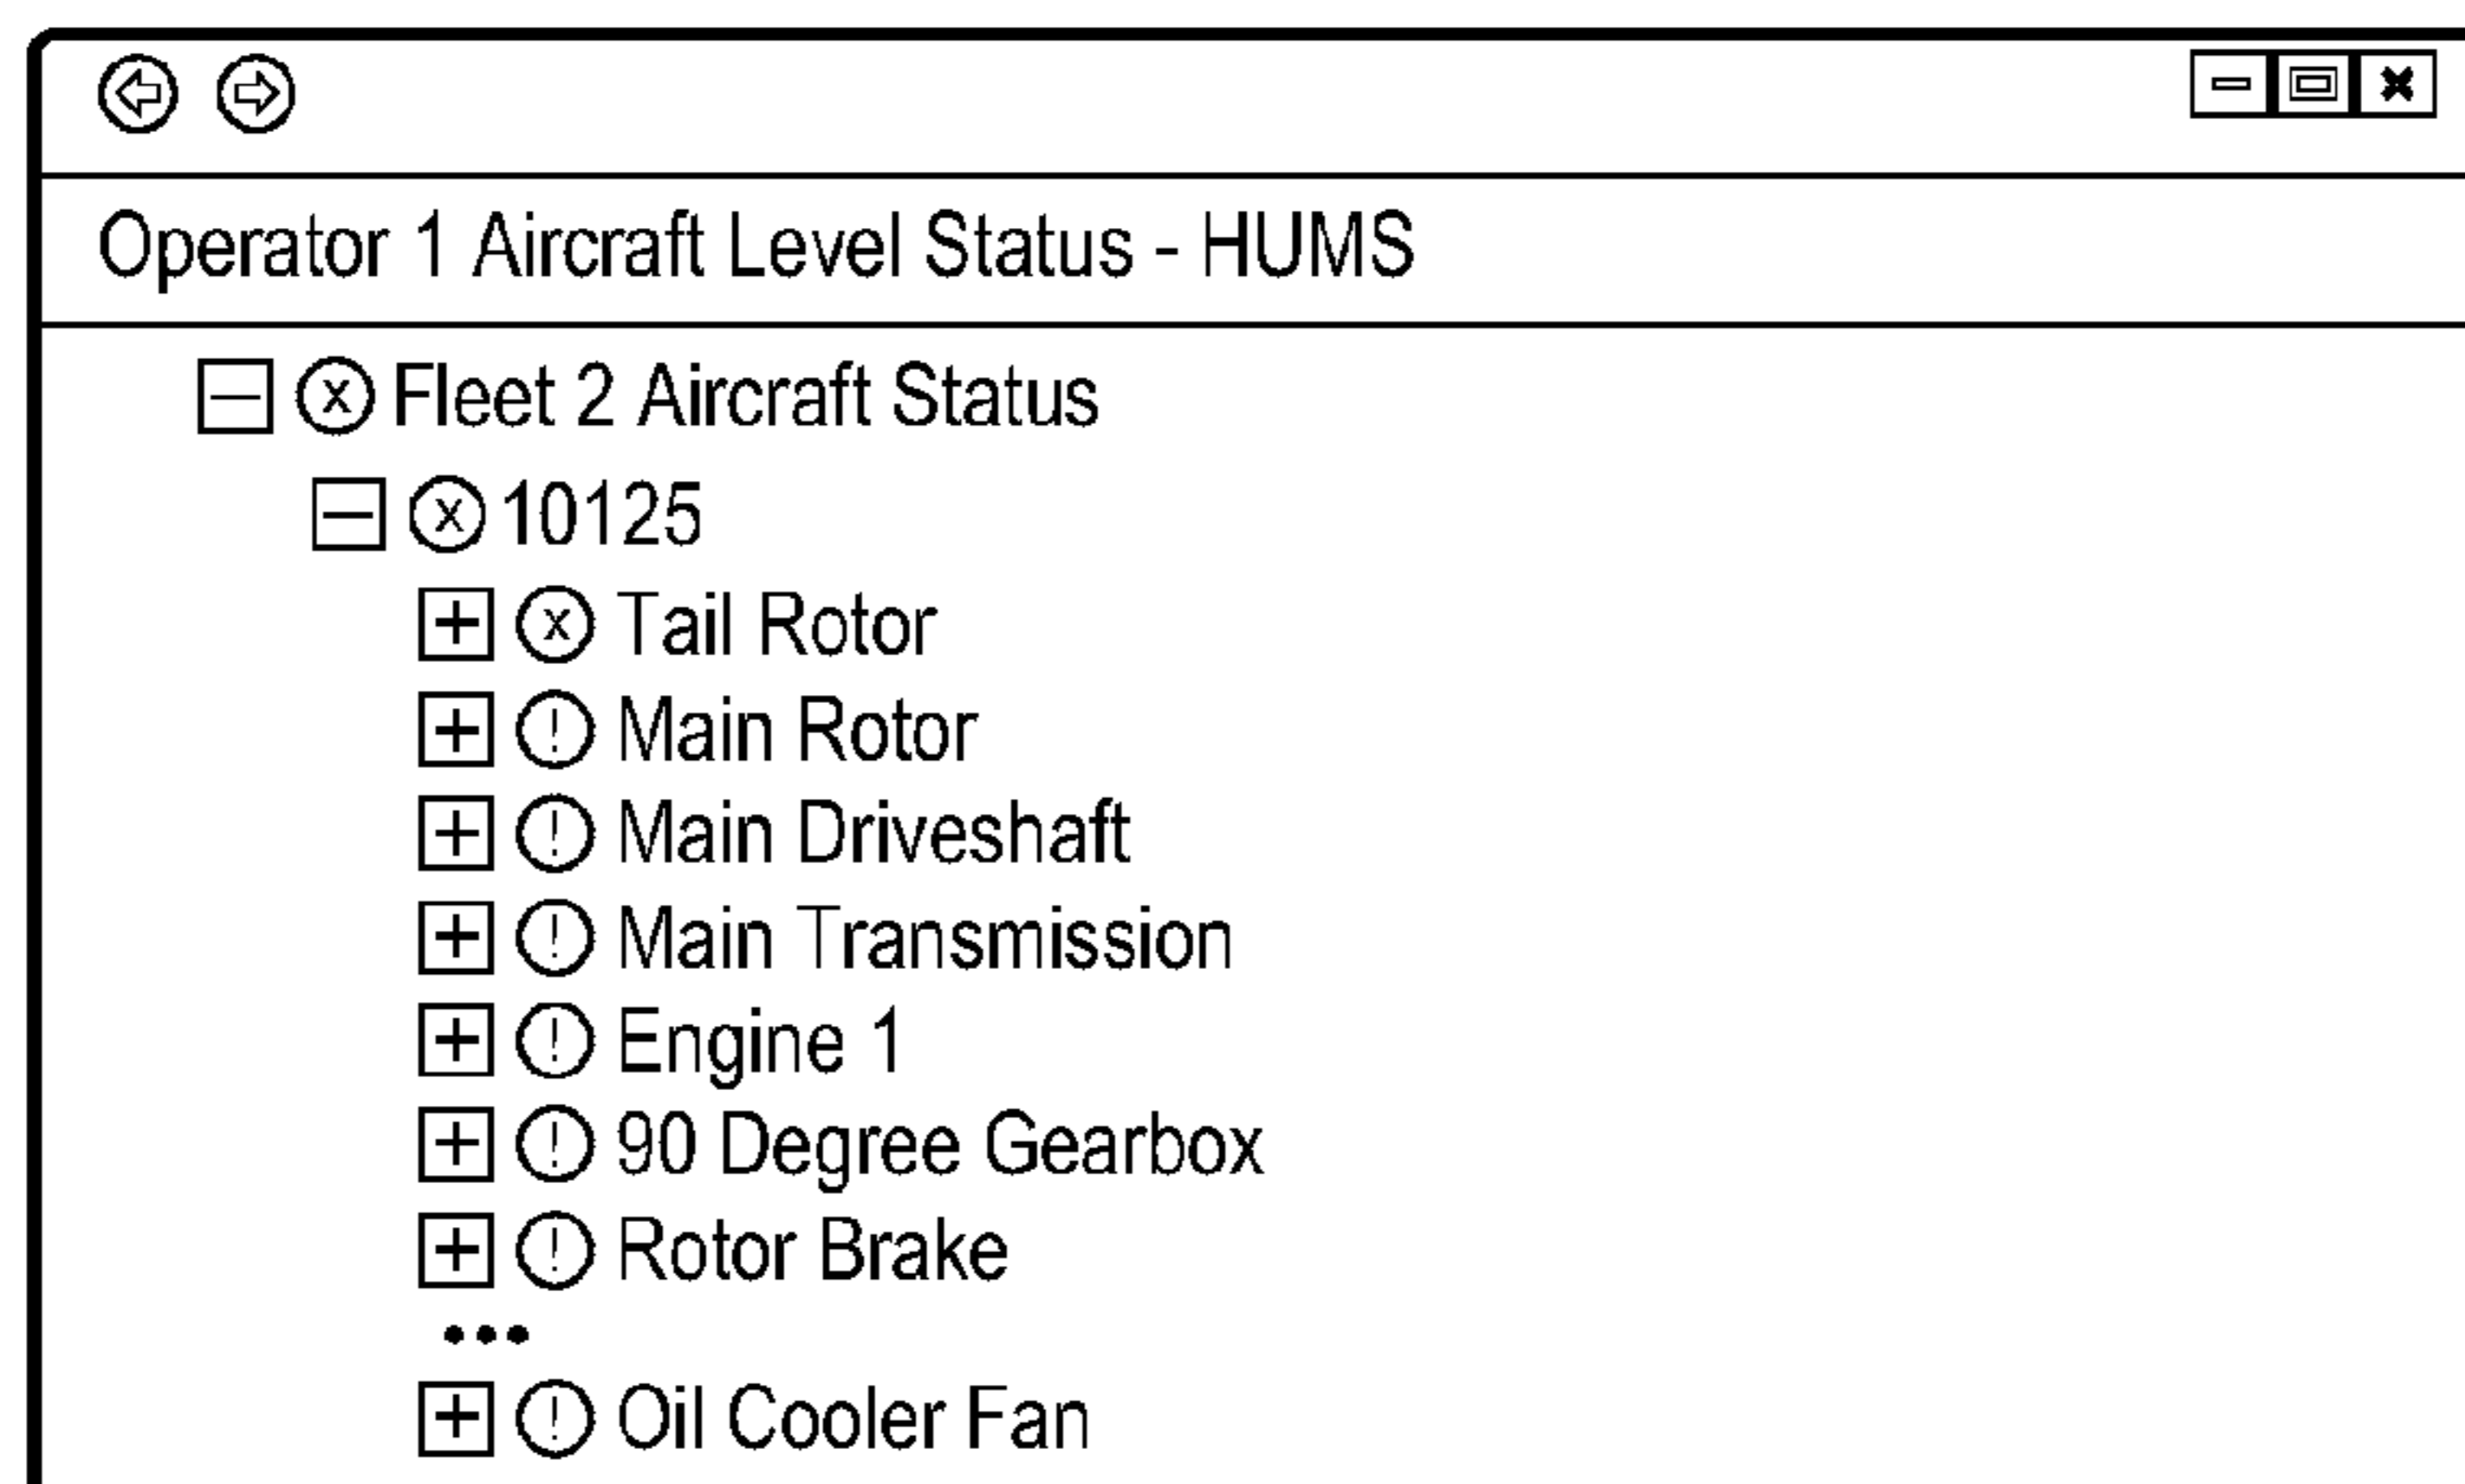 Operator 1 Aircraft Level Status - HUMS
Fleet 2 Aircraft Status
10125
Tail Rotor
Main Rotor
Main Driveshaft
Main Transmission
Engine 1
90 Degree Gearbox
Rotor Brake
•••
Oil Cooler Fan